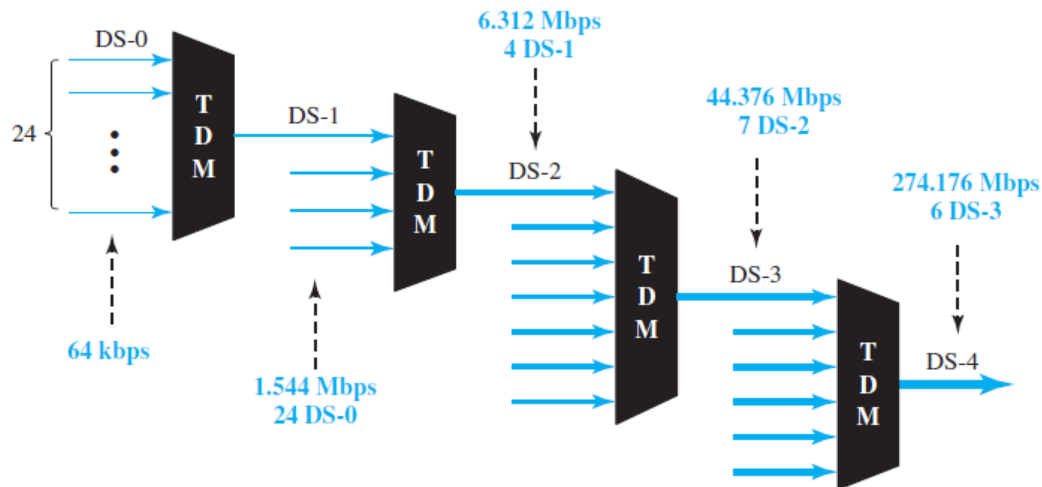 DS-0
24
T
D
M
64 kbps
DS-1
1.544 Mbps
24 DS-0
T
D
M
6.312 Mbps
4 DS-1
DS-2
T
D
M
44.376 Mbps
7 DS-2
DS-3
T
D
M
274.176 Mbps
6 DS-3
DS-4